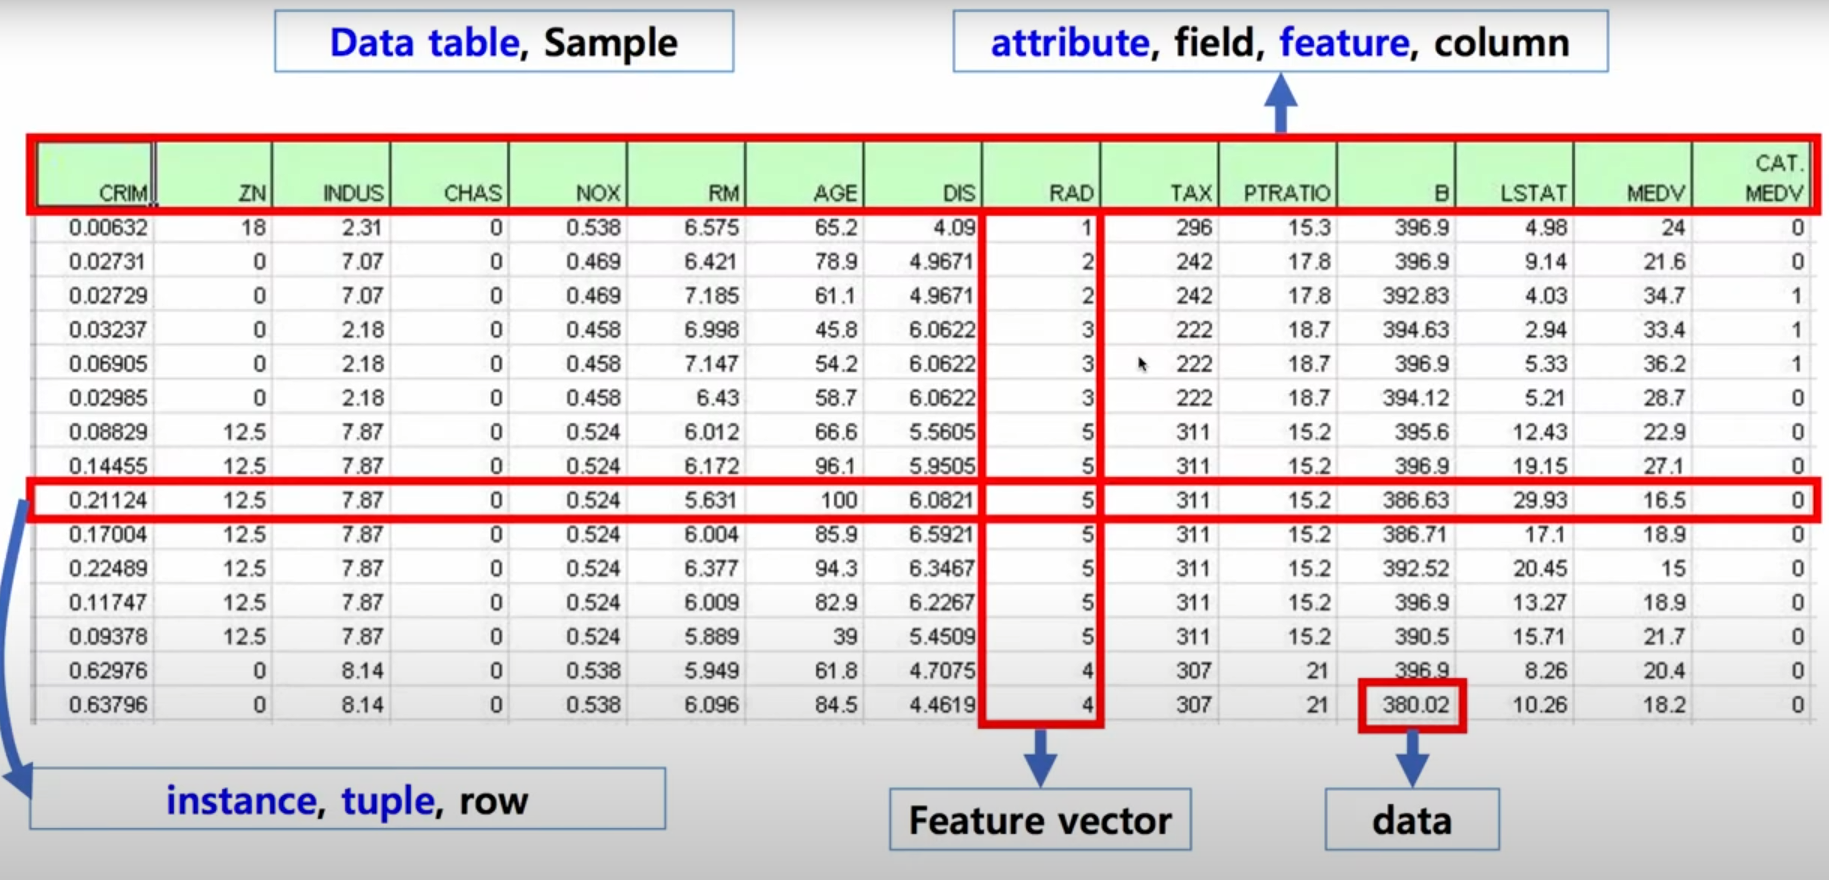 Data table, Sample
attribute, field, feature, column
CRIM ZN INDUS CHAS NOX RM AGE DIS RAD TAX PTRATIO B LSTAT MEDV CAT. MEDV
0.00632 18 2.31 0 0.538 6.575 65.2 4.09 1 296 15.3 396.9 4.98 24 0
0.02731 0 7.07 0 0.469 6.421 78.9 4.9671 2 242 17.8 396.9 9.14 21.6 0
0.02729 0 7.07 0 0.469 7.185 61.1 4.9671 2 242 17.8 392.83 4.03 34.7 1
0.03237 0 2.18 0 0.458 6.998 45.8 6.0622 3 222 18.7 394.63 2.94 33.4 1
0.06905 0 2.18 0 0.458 7.147 54.2 6.0622 3 222 18.7 396.9 5.33 36.2 1
0.02985 0 2.18 0 0.458 6.43 58.7 6.0622 3 222 18.7 394.12 5.21 28.7 0
0.08829 12.5 7.87 0 0.524 6.012 66.6 5.5605 5 311 15.2 395.6 12.43 22.9 0
0.14455 12.5 7.87 0 0.524 6.172 96.1 5.9505 5 311 15.2 396.9 19.15 27.1 0
0.21124 12.5 7.87 0 0.524 5.631 100 6.0821 5 311 15.2 386.63 29.93 16.5 0
0.17004 12.5 7.87 0 0.524 6.004 85.9 6.5921 5 311 15.2 386.71 17.1 18.9 0
0.22489 12.5 7.87 0 0.524 6.377 94.3 6.3467 5 311 15.2 392.52 20.45 15 0
0.11747 12.5 7.87 0 0.524 6.009 82.9 6.2267 5 311 15.2 396.9 13.27 18.9 0
0.09378 12.5 7.87 0 0.524 5.889 39 5.4509 5 311 15.2 390.5 15.71 21.7 0
0.62976 0 8.14 0 0.538 5.949 61.8 4.7075 4 307 21 396.9 8.26 20.4 0
0.63796 0 8.14 0 0.538 6.096 84.5 4.4619 4 307 21 380.02 10.26 18.2 0
instance, tuple, row
Feature vector
data